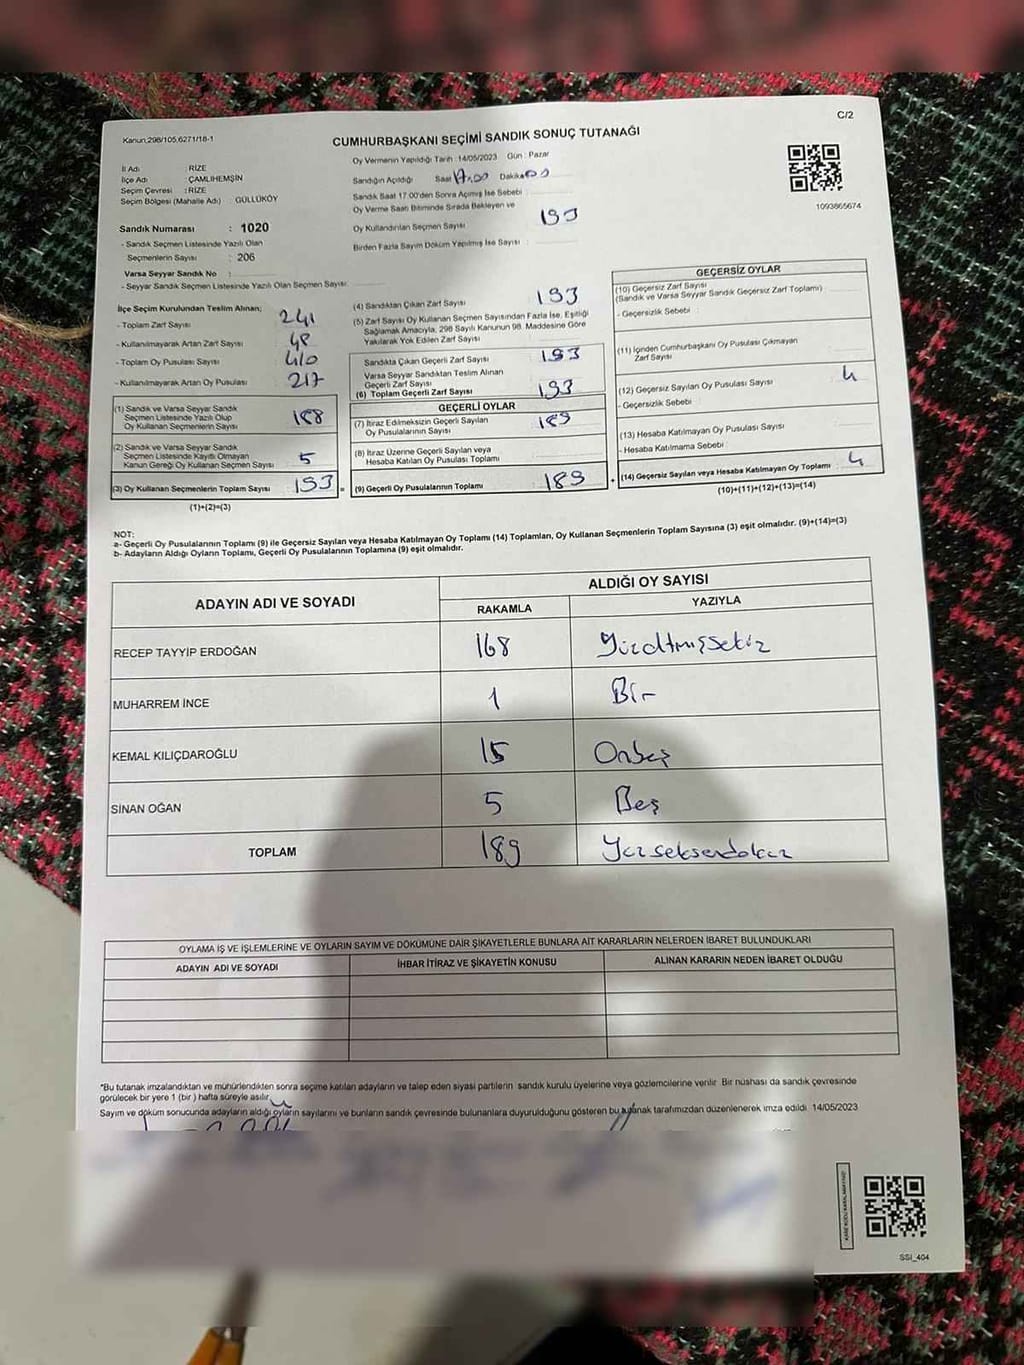 C/2
Kanun,298/105,6271/18-1
CUMHURBAŞKANI SEÇİMİ SANDIK SONUÇ TUTANAĞI
İl Adı : RİZE
İlçe Adı : ÇAMLIHEMŞİN
Seçim Çevresi : RİZE
Seçim Bölgesi (Mahalle Adı) : GÜLLÜKÖY
Oy Vermenin Yapıldığı Tarih : 14/05/2023 Gün : Pazar
Sandığın Açıldığı Saat 17.00 Dakika 00
Sandık Saat 17.00'den Sonra Açımış İse Sebebi :
Oy Verme Saati Bitiminde Sırada Bekleyen ve
Oy Kullandırılan Seçmen Sayısı 193
Birden Fazla Sayım Döküm Yapılmış İse Sayısı :
1093865674
Sandık Numarası : 1020
- Sandık Seçmen Listesinde Yazılı Olan
Seçmenlerin Sayısı : 206
Varsa Seyyar Sandık No :
- Seyyar Sandık Seçmen Listesinde Yazılı Olan Seçmen Sayısı:
İlçe Seçim Kurulundan Teslim Alınan;
- Toplam Zarf Sayısı 241
- Kullanılmayarak Artan Zarf Sayısı 48
- Toplam Oy Pusulası Sayısı 410
- Kullanılmayarak Artan Oy Pusulası 217
(1) Sandık ve Varsa Seyyar Sandık
Seçmen Listesinde Yazılı Olup
Oy Kullanan Seçmenlerin Sayısı 188
(2) Sandık ve Varsa Seyyar Sandık
Seçmen Listesinde Kayıtlı Olmayan
Kanun Gereği Oy Kullanan Seçmen Sayısı 5
(3) Oy Kullanan Seçmenlerin Toplam Sayısı 193 =
(1)+(2)=(3)
(4) Sandıktan Çıkan Zarf Sayısı 193
(5) Zarf Sayısı Oy Kullanan Seçmen Sayısından Fazla İse, Eşitliği
Sağlamak Amacıyla, 298 Sayılı Kanunun 98. Maddesine Göre
Yakılarak Yok Edilen Zarf Sayısı :
Sandıkta Çıkan Geçerli Zarf Sayısı 193
Varsa Seyyar Sandıktan Teslim Alınan
Geçerli Zarf Sayısı
(6) Toplam Geçerli Zarf Sayısı 193
GEÇERLİ OYLAR
(7) İtiraz Edilmeksizin Geçerli Sayılan
Oy Pusulalarının Sayısı 189
(8) İtiraz Üzerine Geçerli Sayılan veya
Hesaba Katılan Oy Pusulası Toplamı
(9) Geçerli Oy Pusulalarının Toplamı 189 +
GEÇERSİZ OYLAR
(10) Geçersiz Zarf Sayısı
(Sandık ve Varsa Seyyar Sandık Geçersiz Zarf Toplamı)
- Geçersizlik Sebebi :
(11) İçinden Cumhurbaşkanı Oy Pusulası Çıkmayan
Zarf Sayısı
(12) Geçersiz Sayılan Oy Pusulası Sayısı 4
- Geçersizlik Sebebi :
(13) Hesaba Katılmayan Oy Pusulası Sayısı
- Hesaba Katılmama Sebebi :
(14) Geçersiz Sayılan veya Hesaba Katılmayan Oy Toplamı 4
(10)+(11)+(12)+(13)=(14)
NOT:
a- Geçerli Oy Pusulalarının Toplamı (9) ile Geçersiz Sayılan veya Hesaba Katılmayan Oy Toplamı (14) Toplamları, Oy Kullanan Seçmenlerin Toplam Sayısına (3) eşit olmalıdır. (9)+(14)=(3)
b- Adayların Aldığı Oyların Toplamı, Geçerli Oy Pusulalarının Toplamına (9) eşit olmalıdır.
ADAYIN ADI VE SOYADI
ALDIĞI OY SAYISI
RAKAMLA YAZIYLA
RECEP TAYYİP ERDOĞAN 168 Yüzaltmışsekiz
MUHARREM İNCE 1 Bir
KEMAL KILIÇDAROĞLU 15 Onbeş
SİNAN OĞAN 5 Beş
TOPLAM 189 Yüzseksendokuz
OYLAMA İŞ VE İŞLEMLERİNE VE OYLARIN SAYIM VE DÖKÜMÜNE DAİR ŞİKAYETLERLE BUNLARA AİT KARARLARIN NELERDEN İBARET BULUNDUKLARI
ADAYIN ADI VE SOYADI İHBAR İTİRAZ VE ŞİKAYETİN KONUSU ALINAN KARARIN NEDEN İBARET OLDUĞU
*Bu tutanak imzalandıktan ve mühürlendikten sonra seçime katılan adayların ve talep eden siyasi partilerin sandık kurulu üyelerine veya gözlemcilerine verilir. Bir nüshası da sandık çevresinde
görülecek bir yere 1 (bir) hafta süreyle asılır.
Sayım ve döküm sonucunda adayların aldığı oyların sayılarını ve bunların sandık çevresinde bulunanlara duyurulduğunu gösteren bu tutanak tarafımızdan düzenlenerek imza edildi. 14/05/2023
SSİ_404